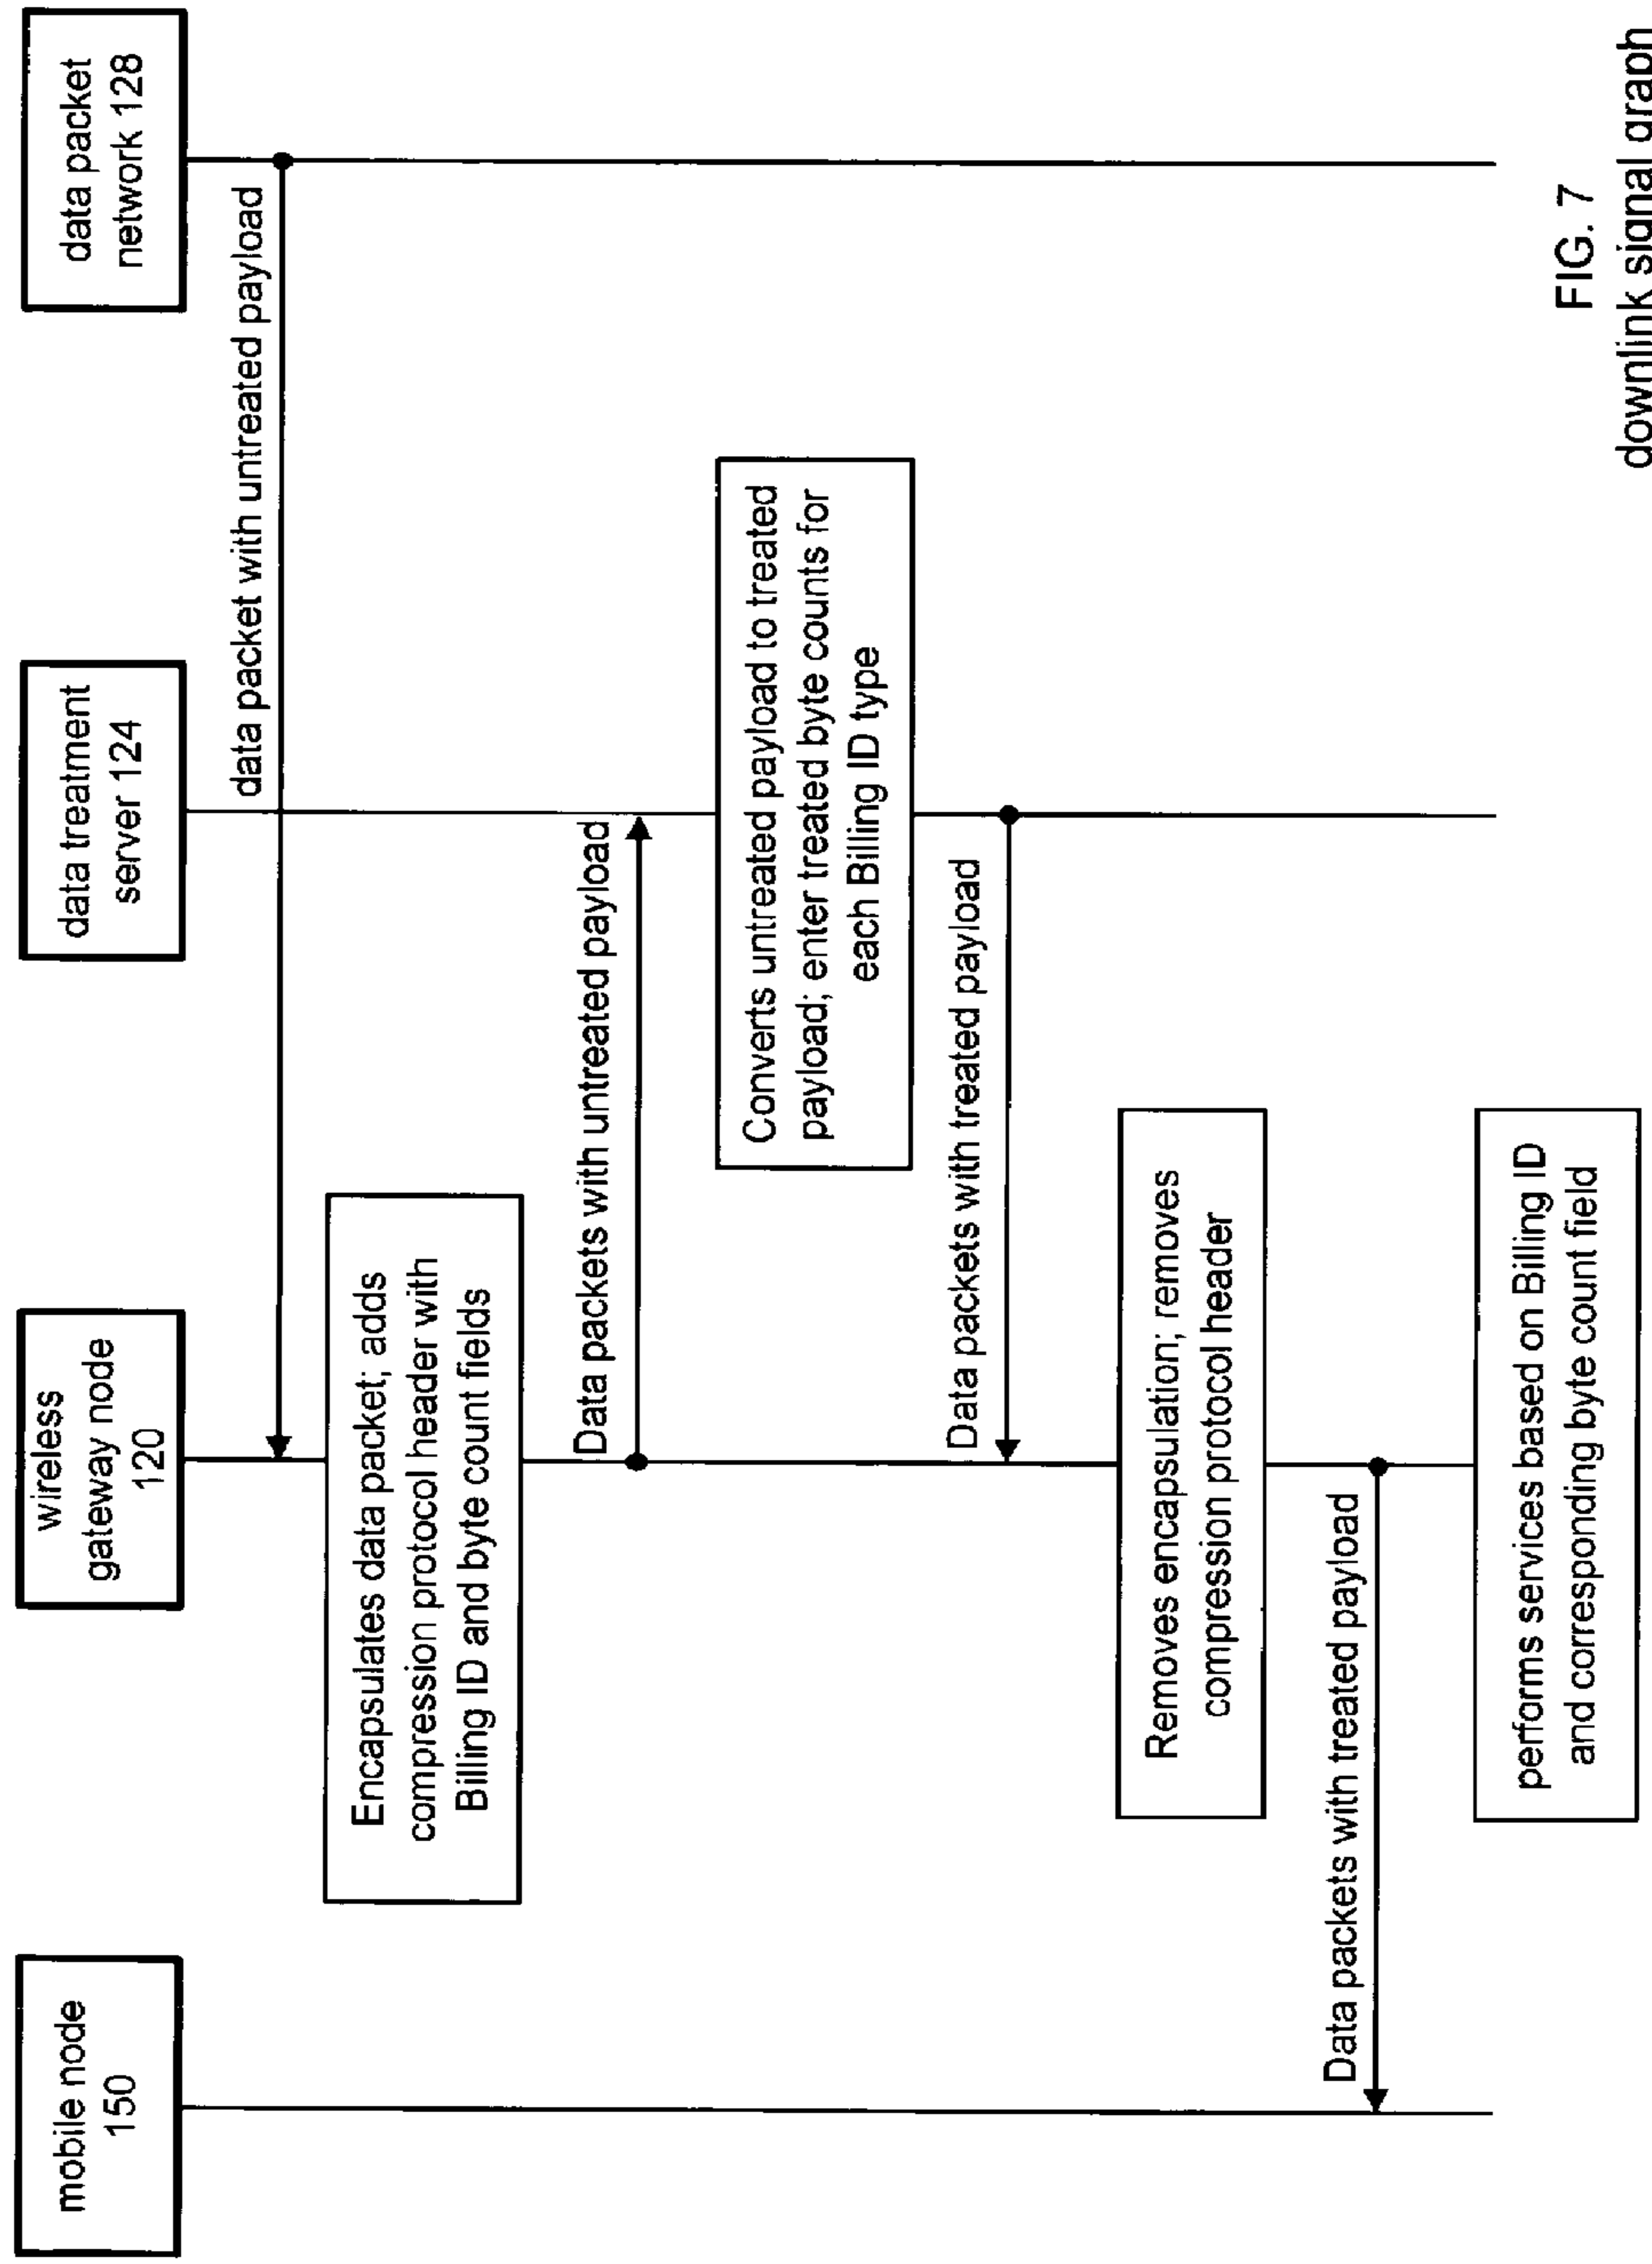 mobile node
150
wireless
gateway node
120
data treatment
server 124
data packet
network 128
data packet with untreated payload
Encapsulates data packet; adds
compression protocol header with
Billing ID and byte count fields
Data packets with untreated payload
Converts untreated payload to treated
payload; enter treated byte counts for
each Billing ID type
Data packets with treated payload
Removes encapsulation; removes
compression protocol header
Data packets with treated payload
performs services based on Billing ID
and corresponding byte count field
FIG. 7
downlink signal graph